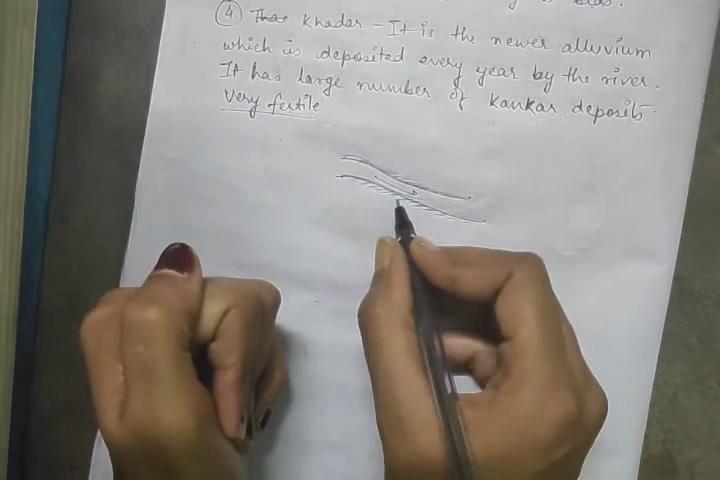 ④ Khadar - It is the newer alluvium
which is deposited every year by the river.
It has large number of Kankar deposits.
Very fertile.